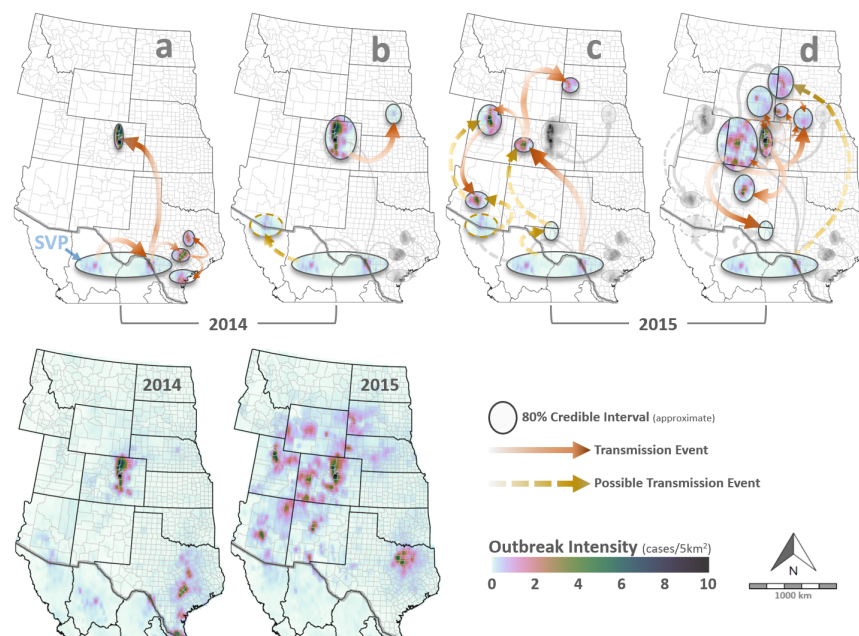 a
b
c
d
SVP
2014
2015
2014
2015
80% Credible Interval (approximate)
Transmission Event
Possible Transmission Event
Outbreak Intensity (cases/5km²)
0 2 4 6 8 10
N
1000 km